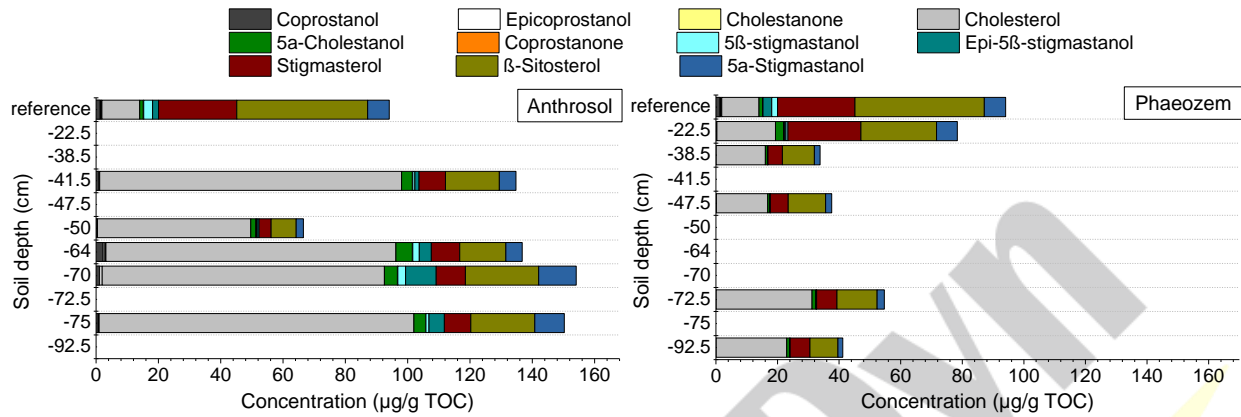 Coprostanol Epicoprostanol Cholestanone Cholesterol
5a-Cholestanol Coprostanone 5ß-stigmastanol Epi-5ß-stigmastanol
Stigmasterol ß-Sitosterol 5a-Stigmastanol
Anthrosol
Soil depth (cm)
reference
-22.5
-38.5
-41.5
-47.5
-50
-64
-70
-72.5
-75
-92.5
0 20 40 60 80 100 120 140 160
Concentration (µg/g TOC)
Phaeozem
Soil depth (cm)
reference
-22.5
-38.5
-41.5
-47.5
-50
-64
-70
-72.5
-75
-92.5
0 20 40 60 80 100 120 140 160
Concentration (µg/g TOC)